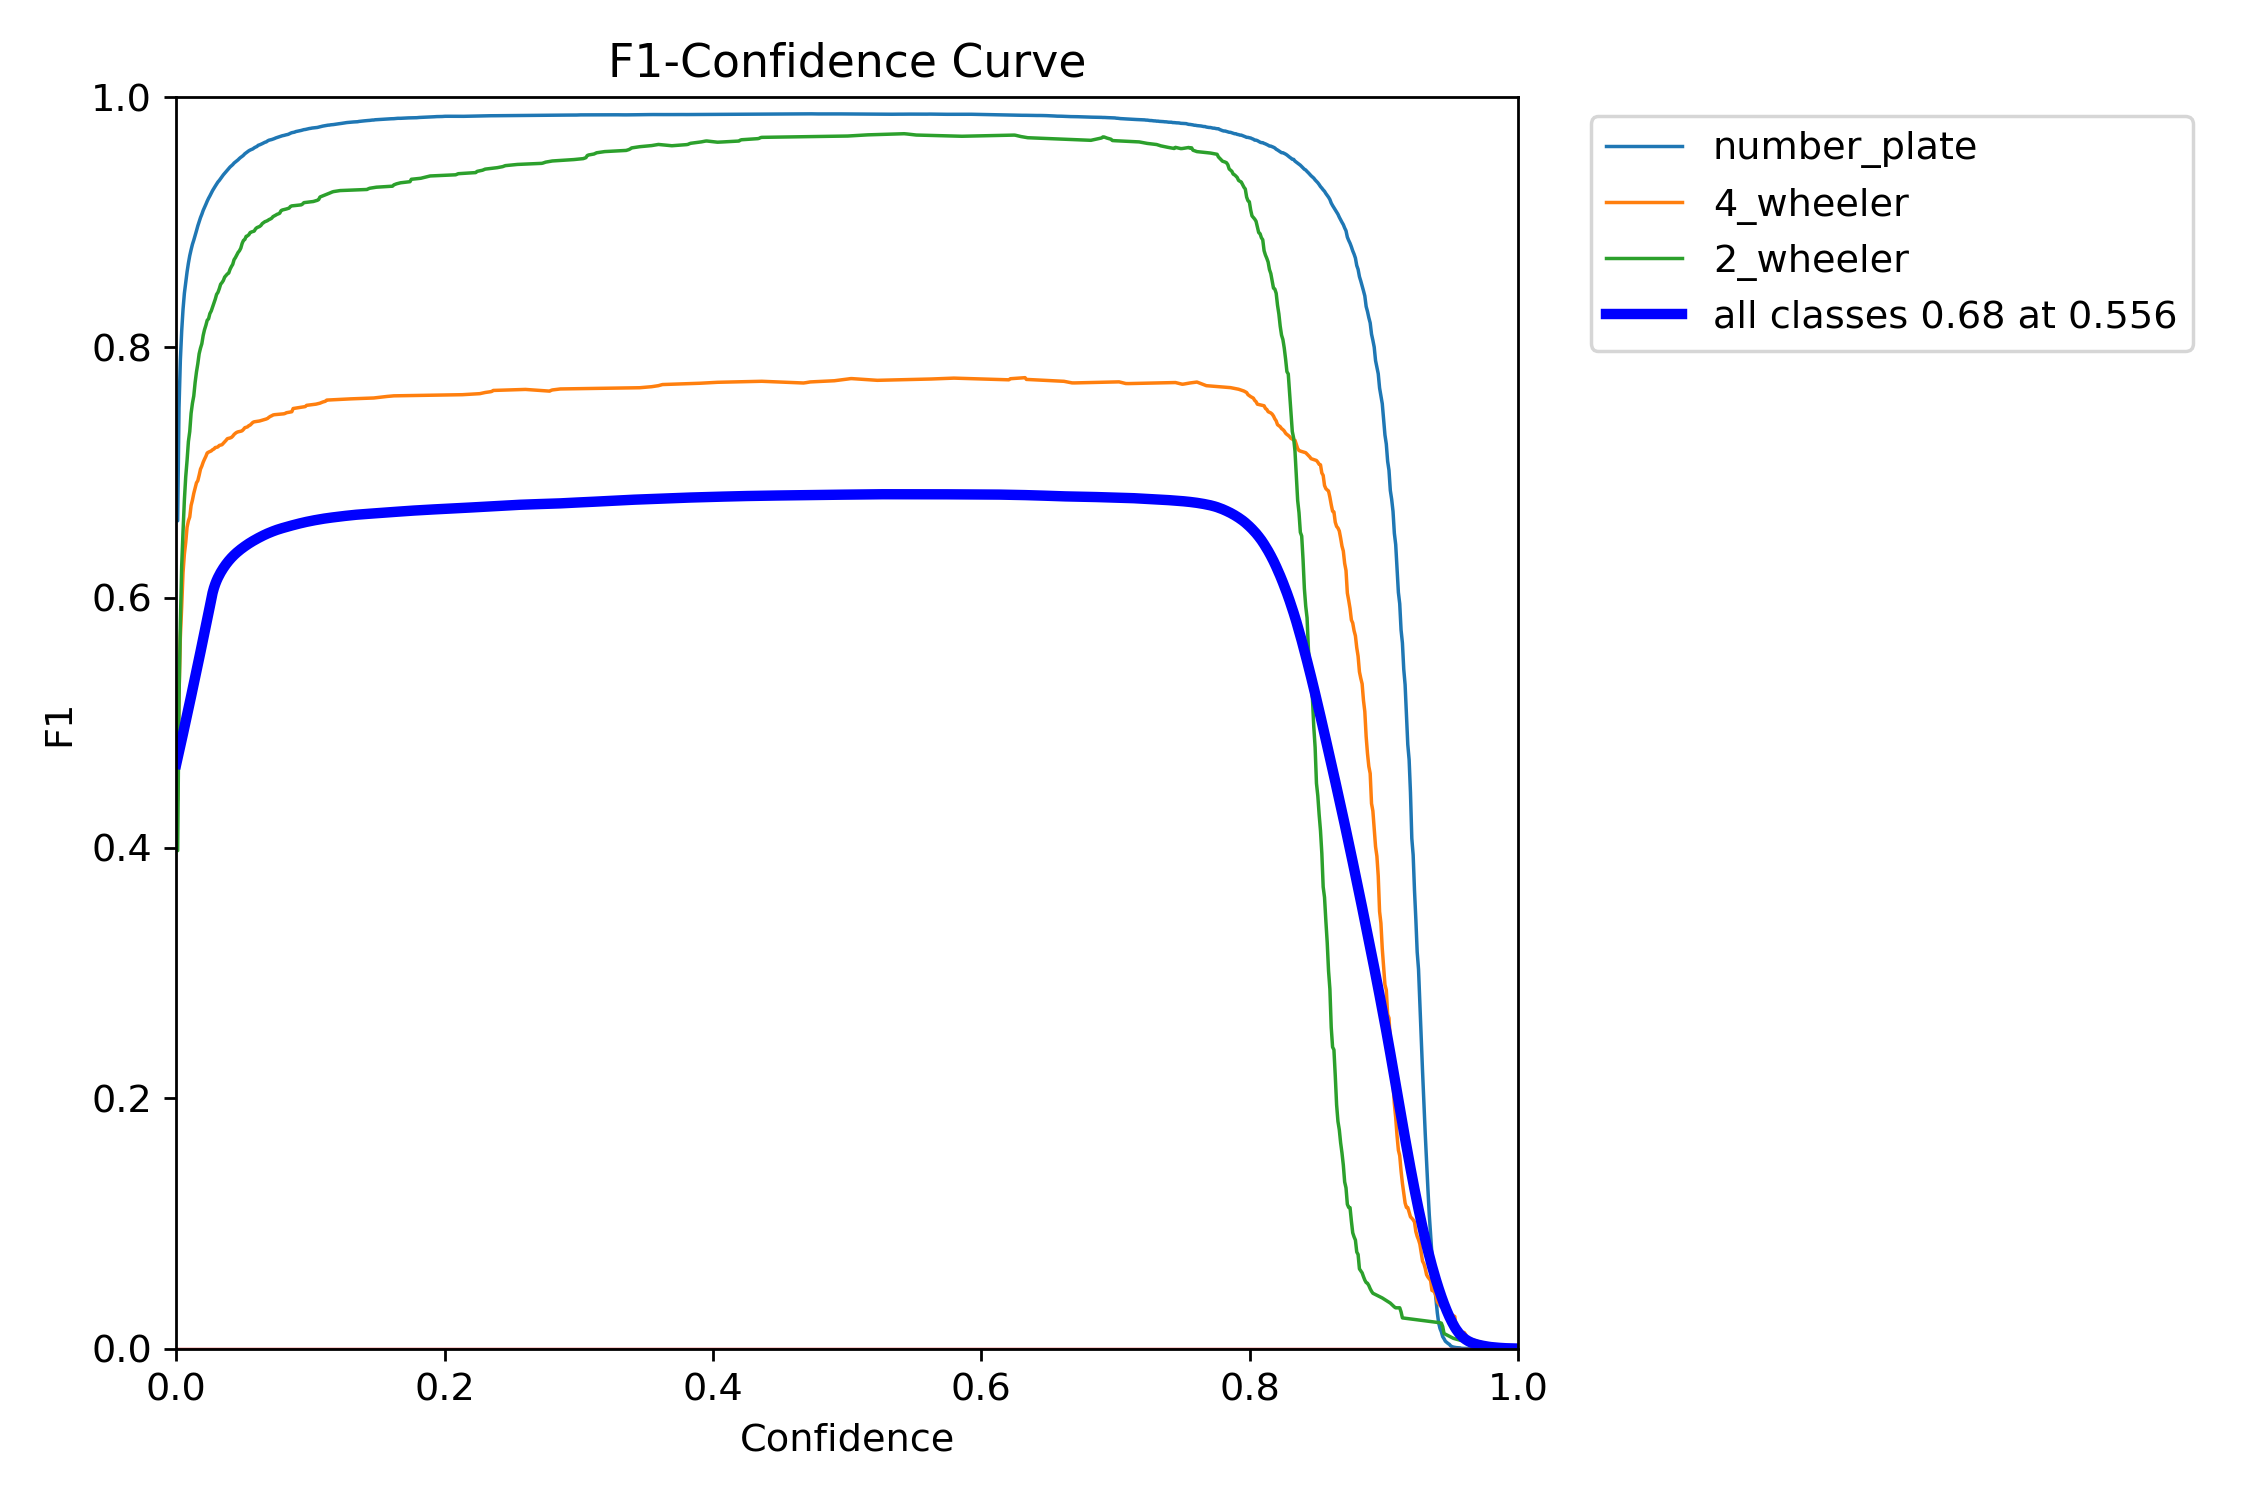 F1-Confidence Curve
1.0
0.8
0.6
0.4
0.2
0.0
F1
0.0 0.2 0.4 0.6 0.8 1.0
Confidence
number_plate
4_wheeler
2_wheeler
all classes 0.68 at 0.556